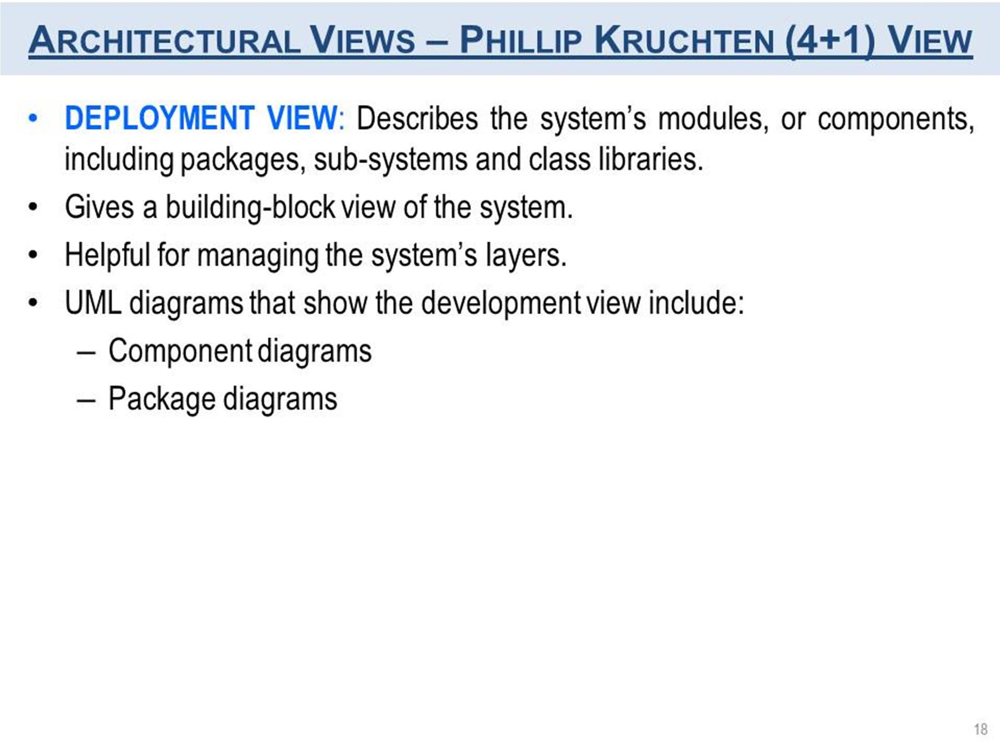 ARCHITECTURAL VIEWS – PHILLIP KRUCHTEN (4+1) VIEW
• DEPLOYMENT VIEW: Describes the system’s modules, or components,
including packages, sub-systems and class libraries.
• Gives a building-block view of the system.
• Helpful for managing the system’s layers.
• UML diagrams that show the development view include:
– Component diagrams
– Package diagrams
18